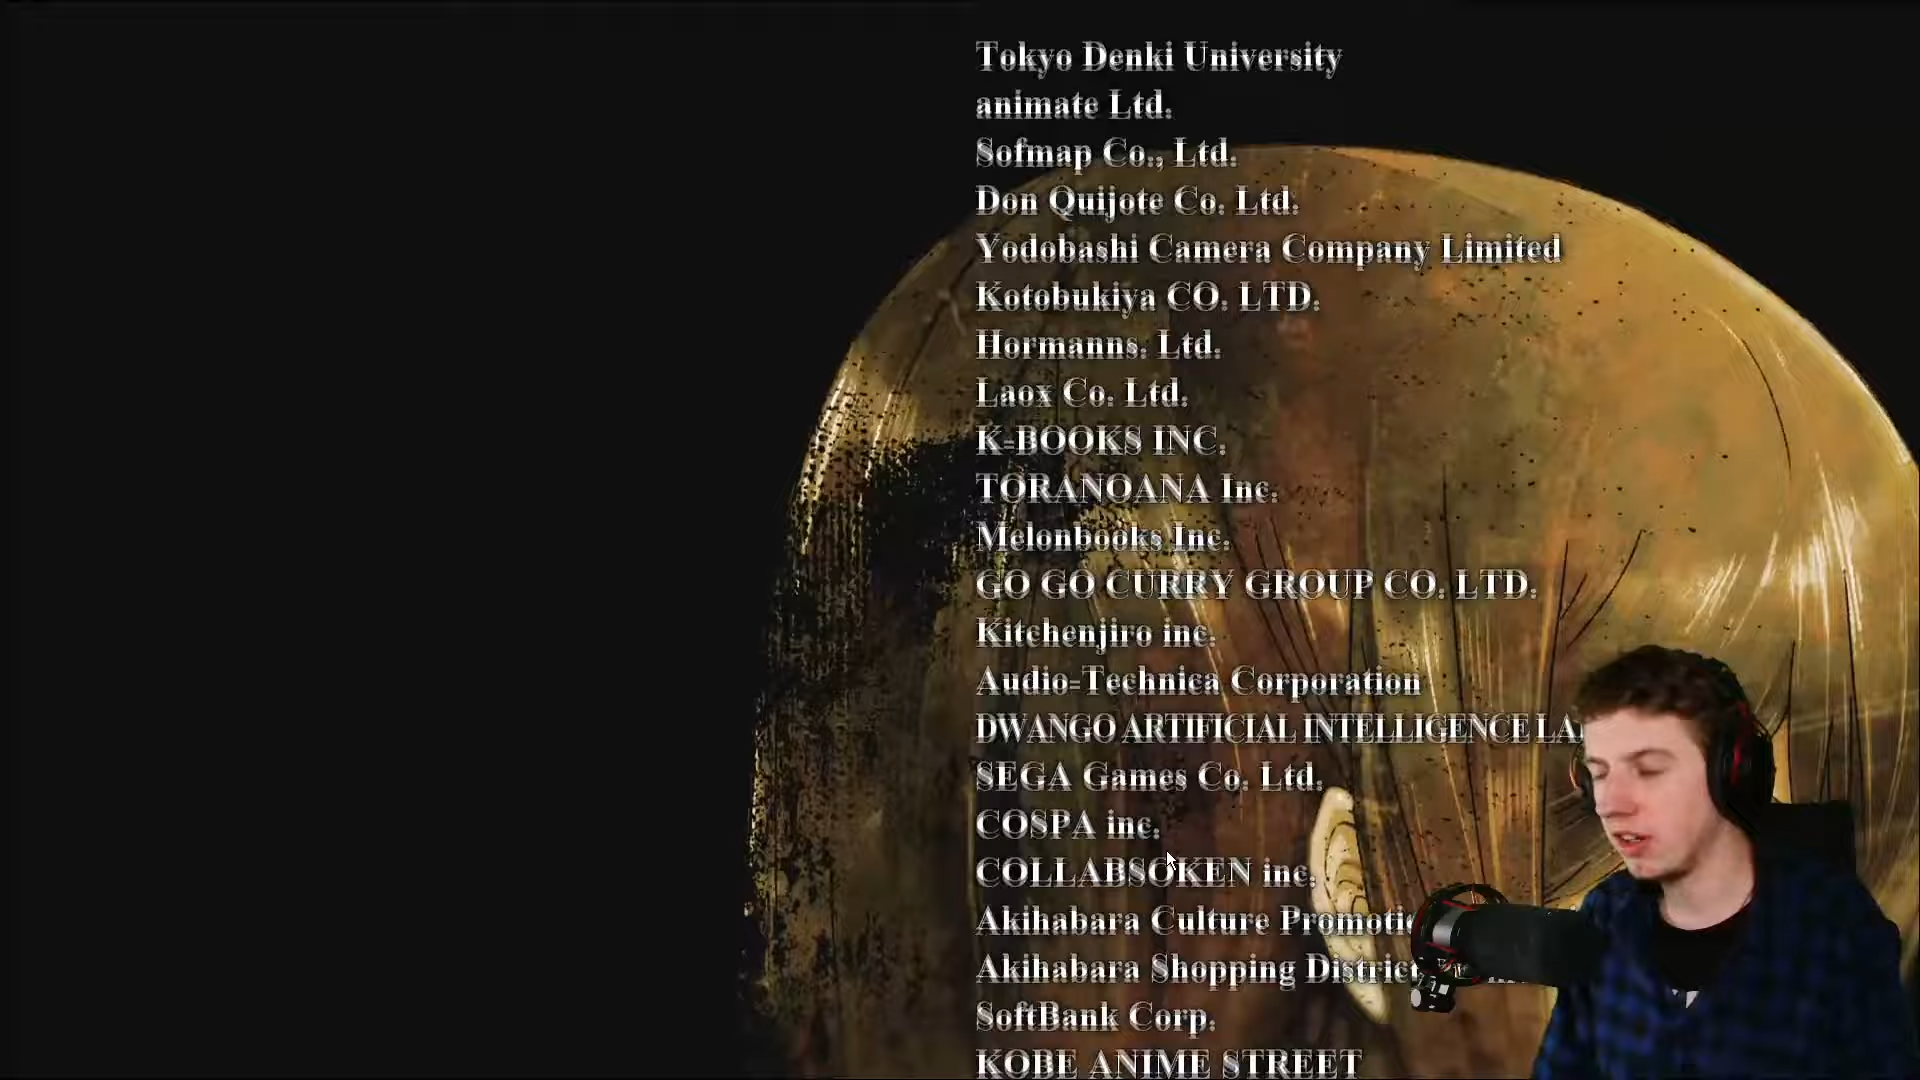 Tokyo Denki University
animate Ltd.
Sofmap Co., Ltd.
Don Quijote Co. Ltd.
Yodobashi Camera Company Limited
Kotobukiya CO. LTD.
Hormanns. Ltd.
Laox Co. Ltd.
K-BOOKS INC.
TORANOANA Inc.
Melonbooks Inc.
GO GO CURRY GROUP CO. LTD.
Kitchenjiro inc.
Audio-Technica Corporation
DWANGO ARTIFICIAL INTELLIGENCE
SEGA Games Co. Ltd.
COSPA inc.
COLLABSOKEN inc.
Akihabara Culture
Akihabara Shopping District
SoftBank Corp.
KOBE ANIME STREET